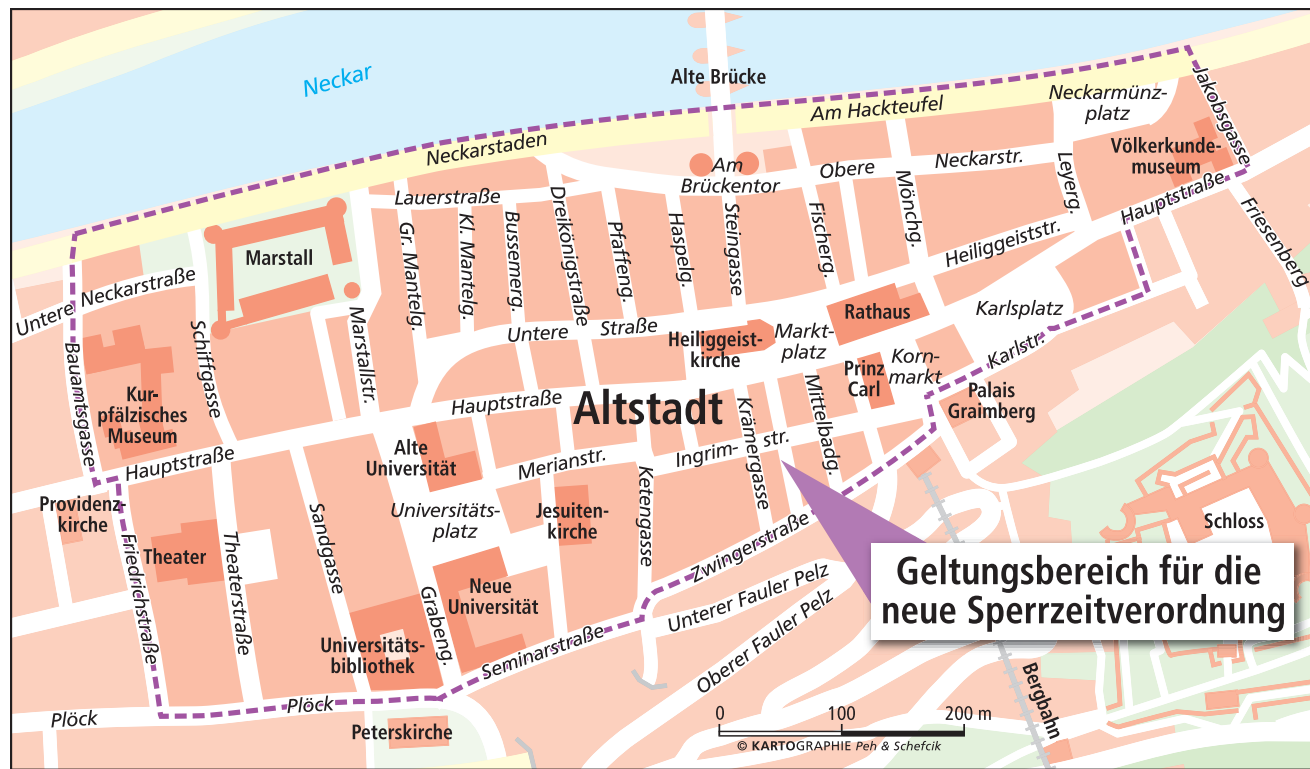 Neckar
Alte Brücke
Neckarstaden
Am Hackteufel
Neckarmünz-
platz
Jakobsgasse
Völkerkunde-
museum
Am
Brückentor
Obere
Neckarstr.
Leyerg.
Hauptstraße
Friesenberg
Lauerstraße
Marstall
Untere Neckarstraße
Gr. Mantelg.
Kl. Mantelg.
Bussemerg.
Dreikönigstraße
Pfaffeng.
Haspelg.
Steingasse
Fischerg.
Mönchg.
Heiliggeiststr.
Bauamtsgasse
Schiffgasse
Marstallstr.
Untere
Straße
Heiliggeist-
kirche
Markt-
platz
Rathaus
Karlsplatz
Karlstr.
Prinz
Carl
Korn-
markt
Palais
Graimberg
Kur-
pfälzisches
Museum
Hauptstraße
Hauptstraße
Altstadt
Krämergasse
Mittelbadg.
Alte
Universität
Merianstr.
Ingrim-
str.
Ketengasse
Providenz-
kirche
Friedrichstraße
Theater
Theaterstraße
Sandgasse
Universitäts-
platz
Jesuiten-
kirche
Zwingerstraße
Schloss
Geltungsbereich für die
neue Sperrzeitverordnung
Neue
Universität
Grabeng.
Universitäts-
bibliothek
Seminarstraße
Unterer Fauler Pelz
Oberer Fauler Pelz
Bergbahn
Plöck
Plöck
Peterskirche
0
100
200 m
© KARTOGRAPHIE Peh & Schefcik